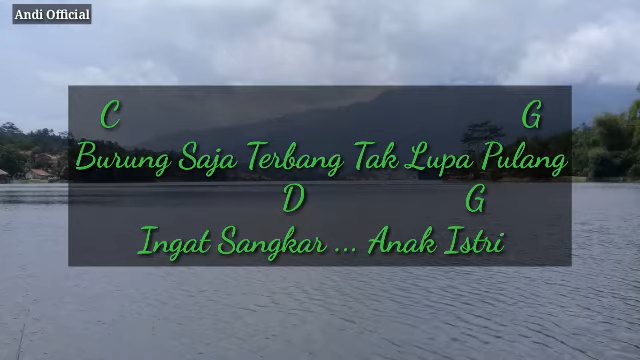 Andi Official
C G
Burung Saja Terbang Tak Lupa Pulang
D G
Ingat Sangkar ... Anak Istri